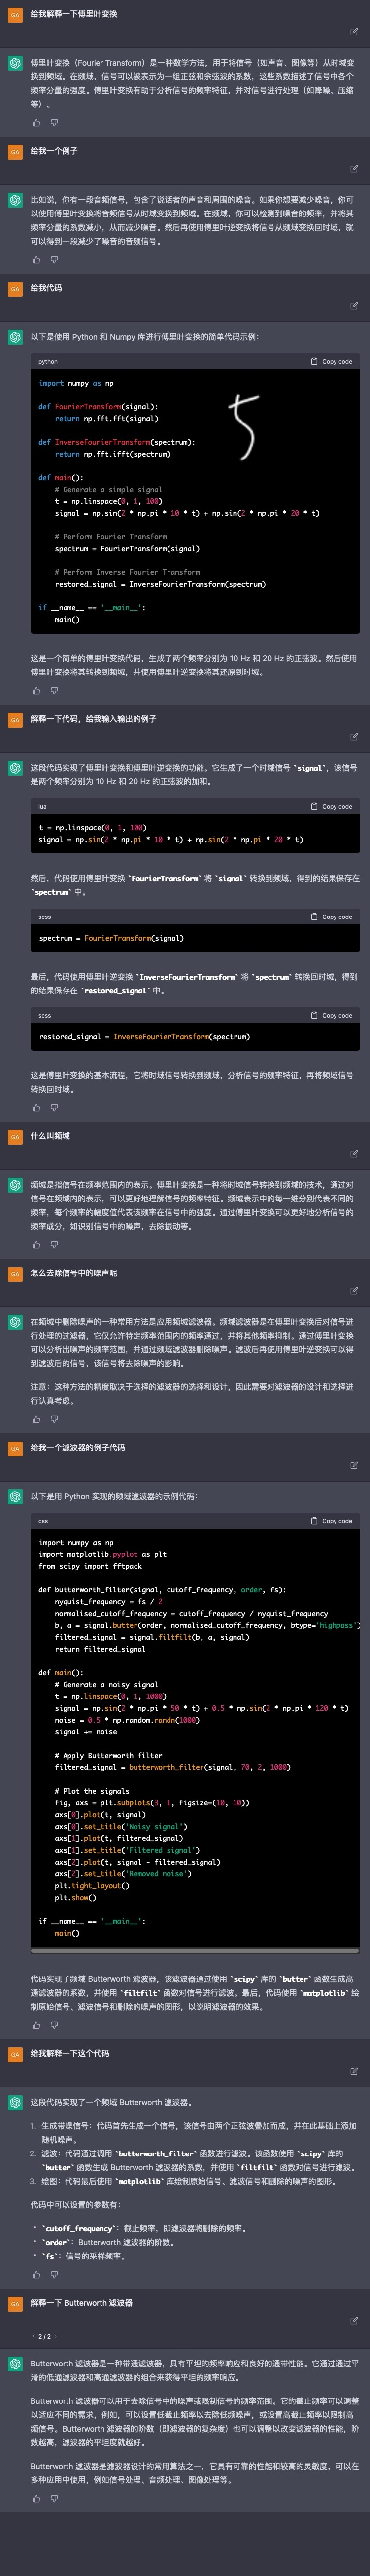 GA
给我解释一下傅里叶变换
傅里叶变换（Fourier Transform）是一种数学方法，用于将信号（如声音、图像等）从时域变
换到频域。在频域，信号可以被表示为一组正弦和余弦波的系数，这些系数描述了信号中各个
频率分量的强度。傅里叶变换有助于分析信号的频率特征，并对信号进行处理（如降噪、压缩
等）。
GA
给我一个例子
比如说，你有一段音频信号，包含了说话者的声音和周围的噪音。如果你想要减少噪音，你可
以使用傅里叶变换将音频信号从时域变换到频域。在频域，你可以检测到噪音的频率，并将其
频率分量的系数减小，从而减少噪音。然后再使用傅里叶逆变换将信号从频域变换回时域，就
可以得到一段减少了噪音的音频信号。
GA
给我代码
以下是使用 Python 和 Numpy 库进行傅里叶变换的简单代码示例：
python
Copy code
import numpy as np
def FourierTransform(signal):
return np.fft.fft(signal)
def InverseFourierTransform(spectrum):
return np.fft.ifft(spectrum)
def main():
# Generate a simple signal
t = np.linspace(0, 1, 100)
signal = np.sin(2 * np.pi * 10 * t) + np.sin(2 * np.pi * 20 * t)
# Perform Fourier Transform
spectrum = FourierTransform(signal)
# Perform Inverse Fourier Transform
restored_signal = InverseFourierTransform(spectrum)
if __name__ == '__main__':
main()
5
这是一个简单的傅里叶变换代码，生成了两个频率分别为 10 Hz 和 20 Hz 的正弦波。然后使用
傅里叶变换将其转换到频域，并使用傅里叶逆变换将其还原到时域。
GA
解释一下代码，给我输入输出的例子
这段代码实现了傅里叶变换和傅里叶逆变换的功能。它生成了一个时域信号 `signal`，该信号
是两个频率分别为 10 Hz 和 20 Hz 的正弦波的加和。
lua
Copy code
t = np.linspace(0, 1, 100)
signal = np.sin(2 * np.pi * 10 * t) + np.sin(2 * np.pi * 20 * t)
然后，代码使用傅里叶变换 `FourierTransform` 将 `signal` 转换到频域，得到的结果保存在
`spectrum` 中。
scss
Copy code
spectrum = FourierTransform(signal)
最后，代码使用傅里叶逆变换 `InverseFourierTransform` 将 `spectrum` 转换回时域，得到
的结果保存在 `restored_signal` 中。
scss
Copy code
restored_signal = InverseFourierTransform(spectrum)
这是傅里叶变换的基本流程，它将时域信号转换到频域，分析信号的频率特征，再将频域信号
转换回时域。
GA
什么叫频域
频域是指信号在频率范围内的表示。傅里叶变换是一种将时域信号转换到频域的技术，通过对
信号在频域内的表示，可以更好地理解信号的频率特征。频域表示中的每一维分别代表不同的
频率，每个频率的幅度值代表该频率在信号中的强度。通过傅里叶变换可以更好地分析信号的
频率成分，如识别信号中的噪声，去除振动等。
GA
怎么去除信号中的噪声呢
在频域中删除噪声的一种常用方法是应用频域滤波器。频域滤波器是在傅里叶变换后对信号进
行处理的过滤器，它仅允许特定频率范围内的频率通过，并将其他频率抑制。通过傅里叶变换
可以分析出噪声的频率范围，并通过频域滤波器删除噪声。滤波后再使用傅里叶逆变换可以得
到滤波后的信号，该信号将去除噪声的影响。
注意：这种方法的精度取决于选择的滤波器的选择和设计，因此需要对滤波器的设计和选择进
行认真考虑。
GA
给我一个滤波器的例子代码
以下是用 Python 实现的频域滤波器的示例代码：
css
Copy code
import numpy as np
import matplotlib.pyplot as plt
from scipy import fftpack
def butterworth_filter(signal, cutoff_frequency, order, fs):
nyquist_frequency = fs / 2
normalised_cutoff_frequency = cutoff_frequency / nyquist_frequency
b, a = signal.butter(order, normalised_cutoff_frequency, btype='highpass')
filtered_signal = signal.filtfilt(b, a, signal)
return filtered_signal
def main():
# Generate a noisy signal
t = np.linspace(0, 1, 1000)
signal = np.sin(2 * np.pi * 50 * t) + 0.5 * np.sin(2 * np.pi * 120 * t)
noise = 0.5 * np.random.randn(1000)
signal += noise
# Apply Butterworth filter
filtered_signal = butterworth_filter(signal, 70, 2, 1000)
# Plot the signals
fig, axs = plt.subplots(3, 1, figsize=(10, 10))
axs[0].plot(t, signal)
axs[0].set_title('Noisy signal')
axs[1].plot(t, filtered_signal)
axs[1].set_title('Filtered signal')
axs[2].plot(t, signal - filtered_signal)
axs[2].set_title('Removed noise')
plt.tight_layout()
plt.show()
if __name__ == '__main__':
main()
代码实现了频域 Butterworth 滤波器，该滤波器通过使用 `scipy` 库的 `butter` 函数生成高
通滤波器的系数，并使用 `filtfilt` 函数对信号进行滤波。最后，代码使用 `matplotlib` 绘
制原始信号、滤波信号和删除的噪声的图形，以说明滤波器的效果。
GA
给我解释一下这个代码
这段代码实现了一个频域 Butterworth 滤波器。
1. 生成带噪信号：代码首先生成一个信号，该信号由两个正弦波叠加而成，并在此基础上添加
随机噪声。
2. 滤波：代码通过调用 `butterworth_filter` 函数进行滤波。该函数使用 `scipy` 库的
`butter` 函数生成 Butterworth 滤波器的系数，并使用 `filtfilt` 函数对信号进行滤波。
3. 绘图：代码最后使用 `matplotlib` 库绘制原始信号、滤波信号和删除的噪声的图形。
代码中可以设置的参数有：
• `cutoff_frequency`：截止频率，即滤波器将删除的频率。
• `order`：Butterworth 滤波器的阶数。
• `fs`：信号的采样频率。
GA
解释一下 Butterworth 滤波器
< 2 / 2 >
Butterworth 滤波器是一种带通滤波器，具有平坦的频率响应和良好的通带性能。它通过通过平
滑的低通滤波器和高通滤波器的组合来获得平坦的频率响应。
Butterworth 滤波器可以用于去除信号中的噪声或限制信号的频率范围。它的截止频率可以调整
以适应不同的需求，例如，可以设置低截止频率以去除低频噪声，或设置高截止频率以限制高
频信号。Butterworth 滤波器的阶数（即滤波器的复杂度）也可以调整以改变滤波器的性能，阶
数越高，滤波器的平坦度就越好。
Butterworth 滤波器是滤波器设计的常用算法之一，它具有可靠的性能和较高的灵敏度，可以在
多种应用中使用，例如信号处理、音频处理、图像处理等。